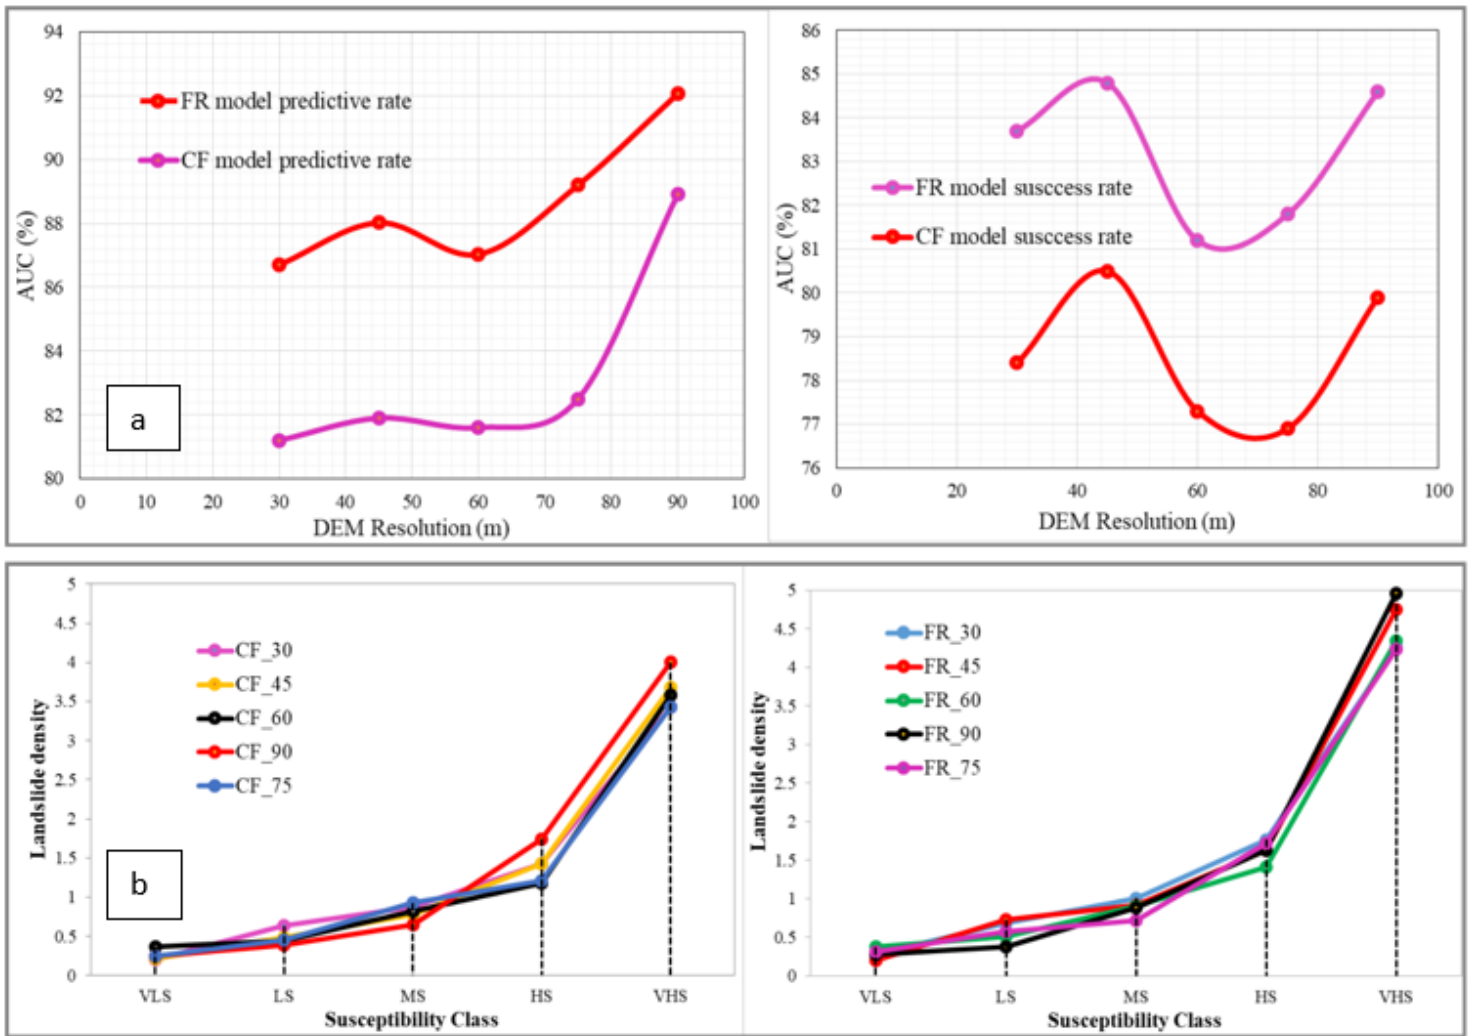 94
92
90
88
86
84
82
80
AUC (%)
FR model predictive rate
CF model predictive rate
a
0 10 20 30 40 50 60 70 80 90 100
DEM Resolution (m)
86
85
84
83
82
81
80
79
78
77
76
AUC (%)
FR model susccess rate
CF model susccess rate
0 20 40 60 80 100
DEM Resolution (m)
5
4.5
4
3.5
3
2.5
2
1.5
1
0.5
0
Landslide density
CF_30
CF_45
CF_60
CF_90
CF_75
b
VLS LS MS HS VHS
Susceptibility Class
5
4.5
4
3.5
3
2.5
2
1.5
1
0.5
0
Landslide density
FR_30
FR_45
FR_60
FR_90
FR_75
VLS LS MS HS VHS
Susceptibility Class